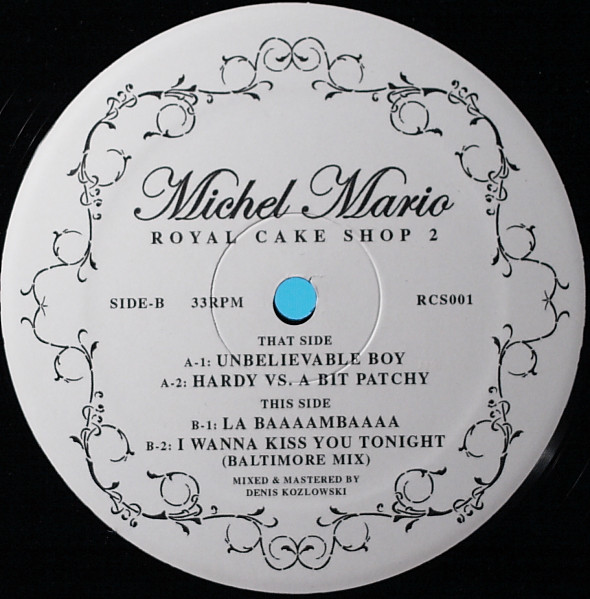 Michel Mario
ROYAL CAKE SHOP 2
SIDE-B 33RPM RCS001
THAT SIDE
A-1: UNBELIEVABLE BOY
A-2: HARDY VS. A BIT PATCHY
THIS SIDE
B-1: LA BAAAAMBAAAA
B-2: I WANNA KISS YOU TONIGHT
(BALTIMORE MIX)
MIXED & MASTERED BY
DENIS KOZLOWSKI